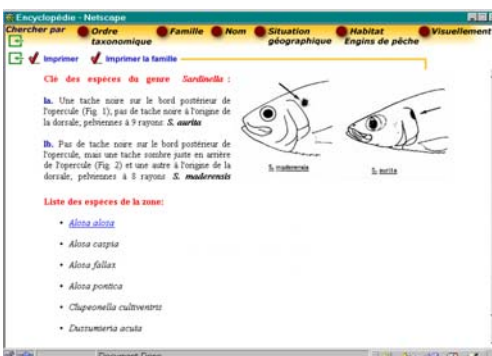 Encyclopédie - Netscape
Chercher par Ordre taxonomique Famille Nom Situation géographique Habitat Engins de pêche Visuellement
Imprimer Imprimer la famille
Clé des espèces du genre Sardinella :
Ia. Une tache noire sur le bord postérieur de
l'opercule (Fig. 1), pas de tache noire à l'origine de
la dorsale, pelviennes à 9 rayons: S. aurita
Ib. Pas de tache noire sur le bord postérieur de
l'opercule, mais une tache sombre juste en arrière
de l'opercule (Fig. 2) et une autre à l'origine de la
dorsale, pelviennes à 8 rayons S. maderensis
S. maderensis
S. aurita
Liste des espèces de la zone:
• Alosa alosa
• Alosa caspia
• Alosa fallax
• Alosa pontica
• Clupeonella cultiventris
• Dussumieria acuta
Document Done